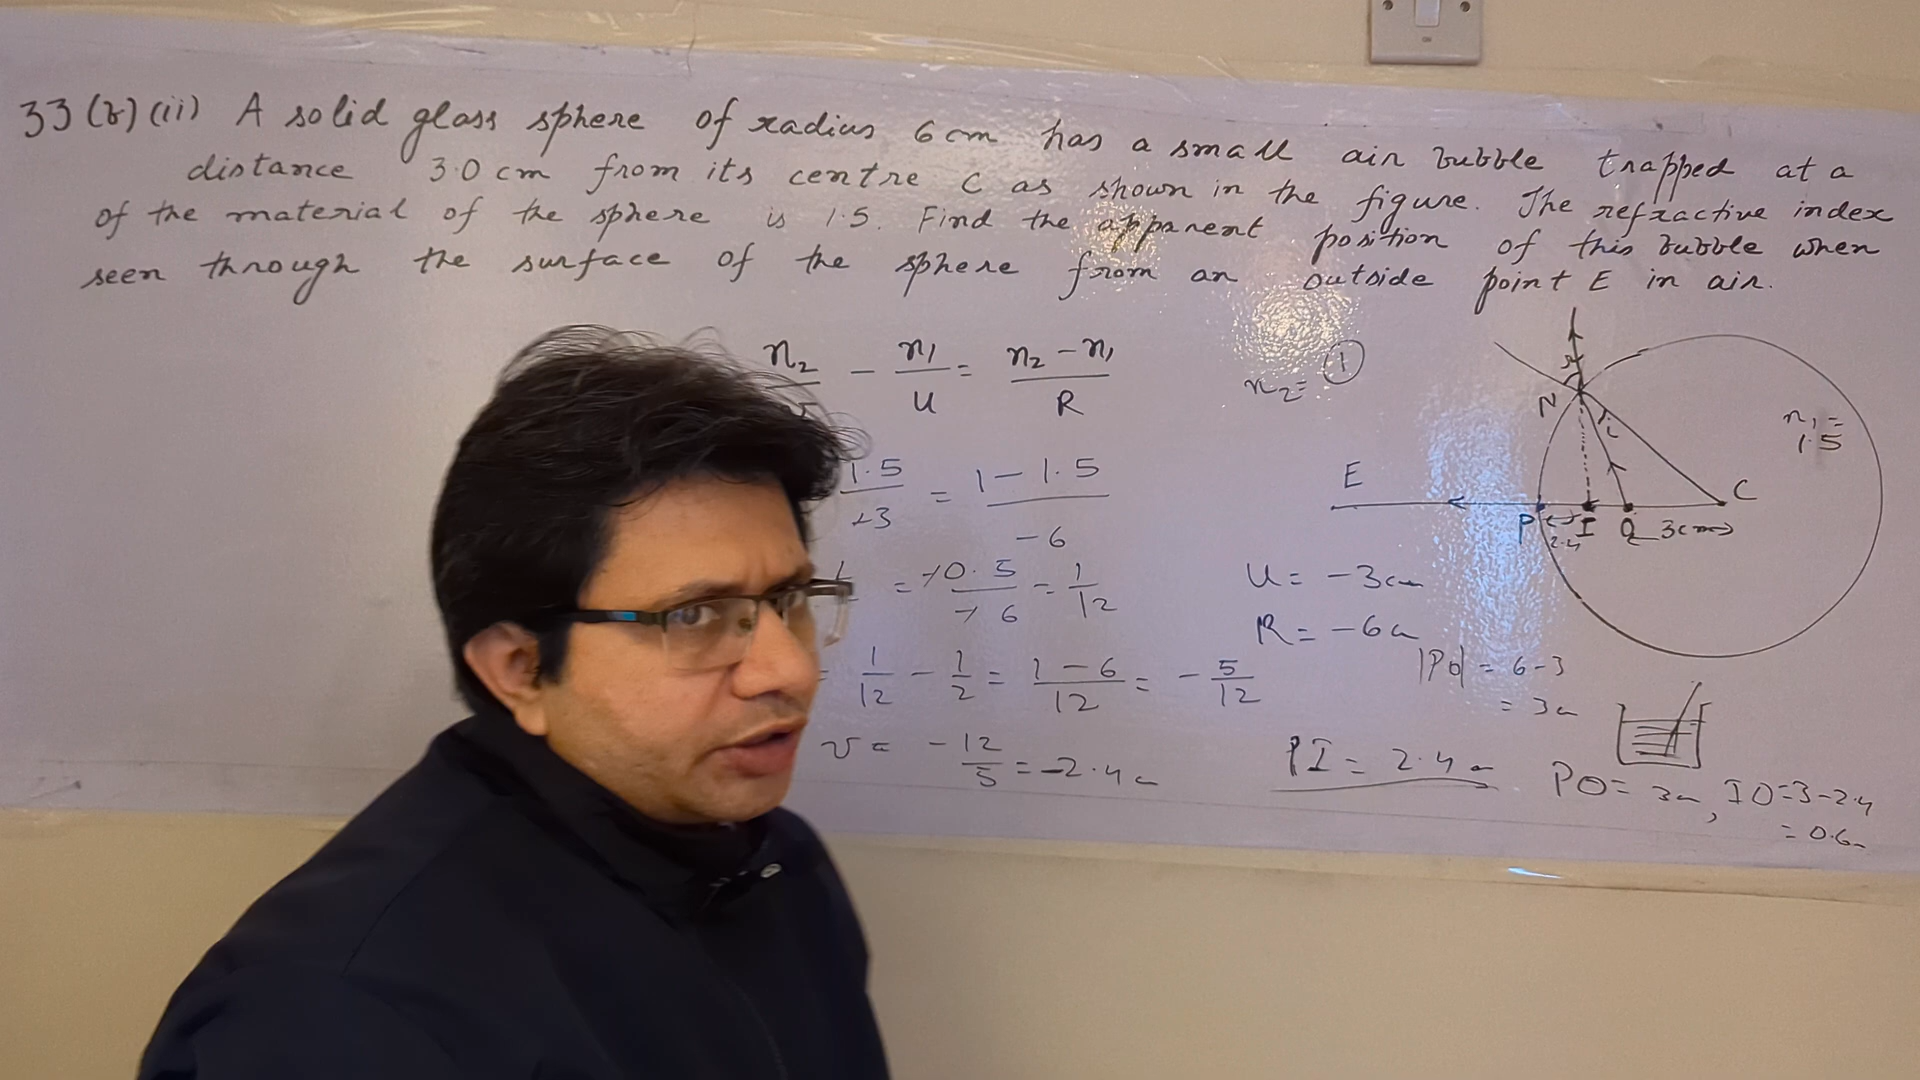 33 (b) (ii) A solid glass sphere of radius 6 cm has a small air bubble trapped at a
distance 3.0 cm from its centre C as shown in the figure. The refractive index
of the material of the sphere is 1.5. Find the apparent position of this bubble when
seen through the surface of the sphere from an outside point E in air.
n2 - n1/u = n2 - n1/R
n2 = 1
N
i
n1 = 1.5
1.5/+3 = 1 - 1.5/-6
E
P I O C
2.4 3cm
= +0.5/+6 = 1/12
u = -3cm
R = -6cm
= 1/12 - 1/2 = 1 - 6/12 = - 5/12
|PO| = 6 - 3
= 3cm
v = - 12/5 = -2.4cm
PI = 2.4cm
PO = 3cm, IO = 3 - 2.4
= 0.6cm